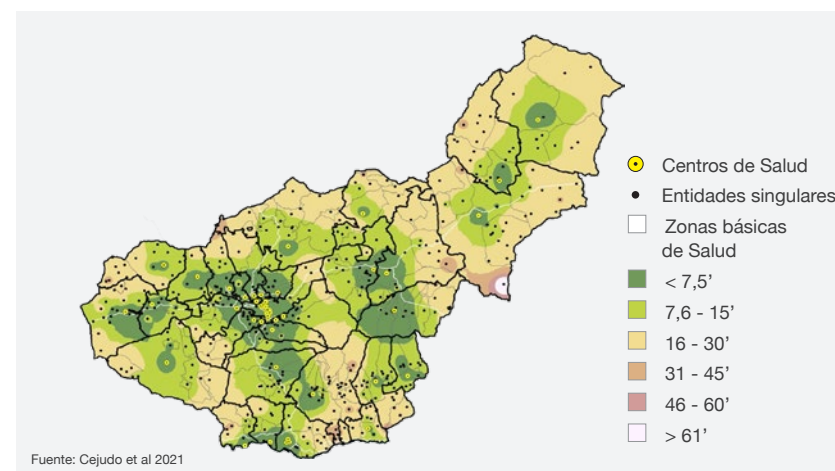 Centros de Salud
Entidades singulares
Zonas básicas
de Salud
< 7,5’
7,6 - 15’
16 - 30’
31 - 45’
46 - 60’
> 61’
Fuente: Cejudo et al 2021